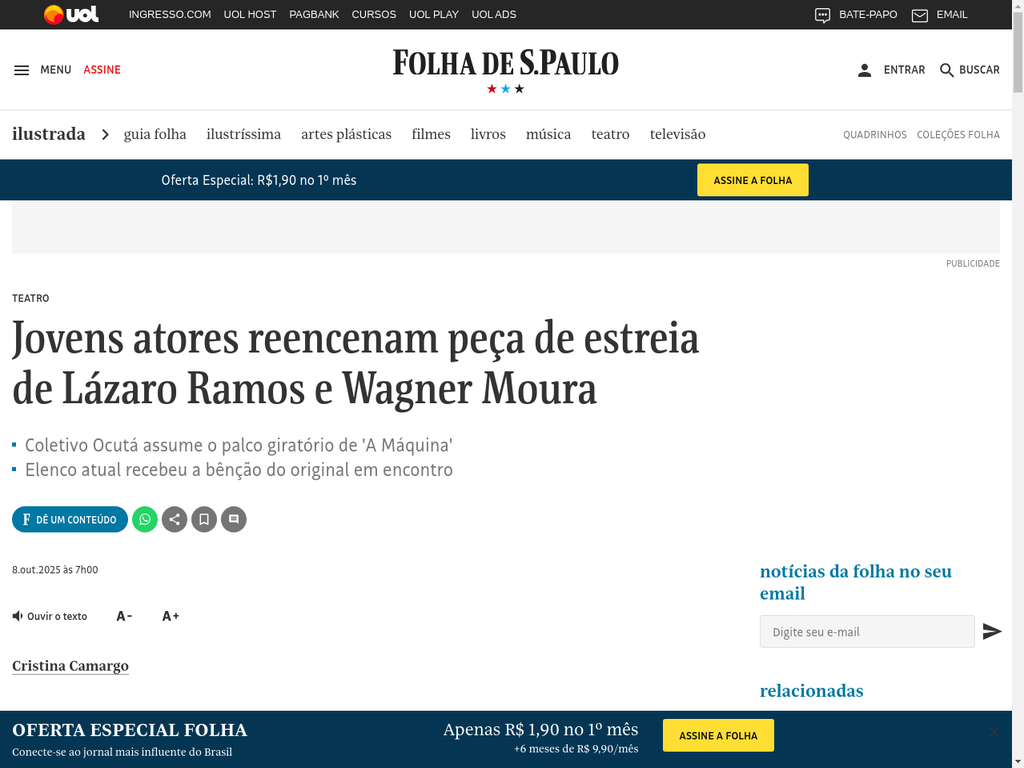 uol INGRESSO.COM UOL HOST PAGBANK CURSOS UOL PLAY UOL ADS BATE-PAPO EMAIL
MENU ASSINE FOLHA DE S.PAULO ENTRAR BUSCAR
ilustrada guia folha ilustríssima artes plásticas filmes livros música teatro televisão QUADRINHOS COLEÇÕES FOLHA
Oferta Especial: R$1,90 no 1º mês ASSINE A FOLHA
PUBLICIDADE
TEATRO
Jovens atores reencenam peça de estreia
de Lázaro Ramos e Wagner Moura
Coletivo Ocutá assume o palco giratório de 'A Máquina'
Elenco atual recebeu a bênção do original em encontro
F DÊ UM CONTEÚDO
8.out.2025 às 7h00
Ouvir o texto A- A+
Cristina Camargo
notícias da folha no seu
email
Digite seu e-mail
relacionadas
OFERTA ESPECIAL FOLHA
Conecte-se ao jornal mais influente do Brasil
Apenas R$ 1,90 no 1º mês
+6 meses de R$ 9,90/mês
ASSINE A FOLHA